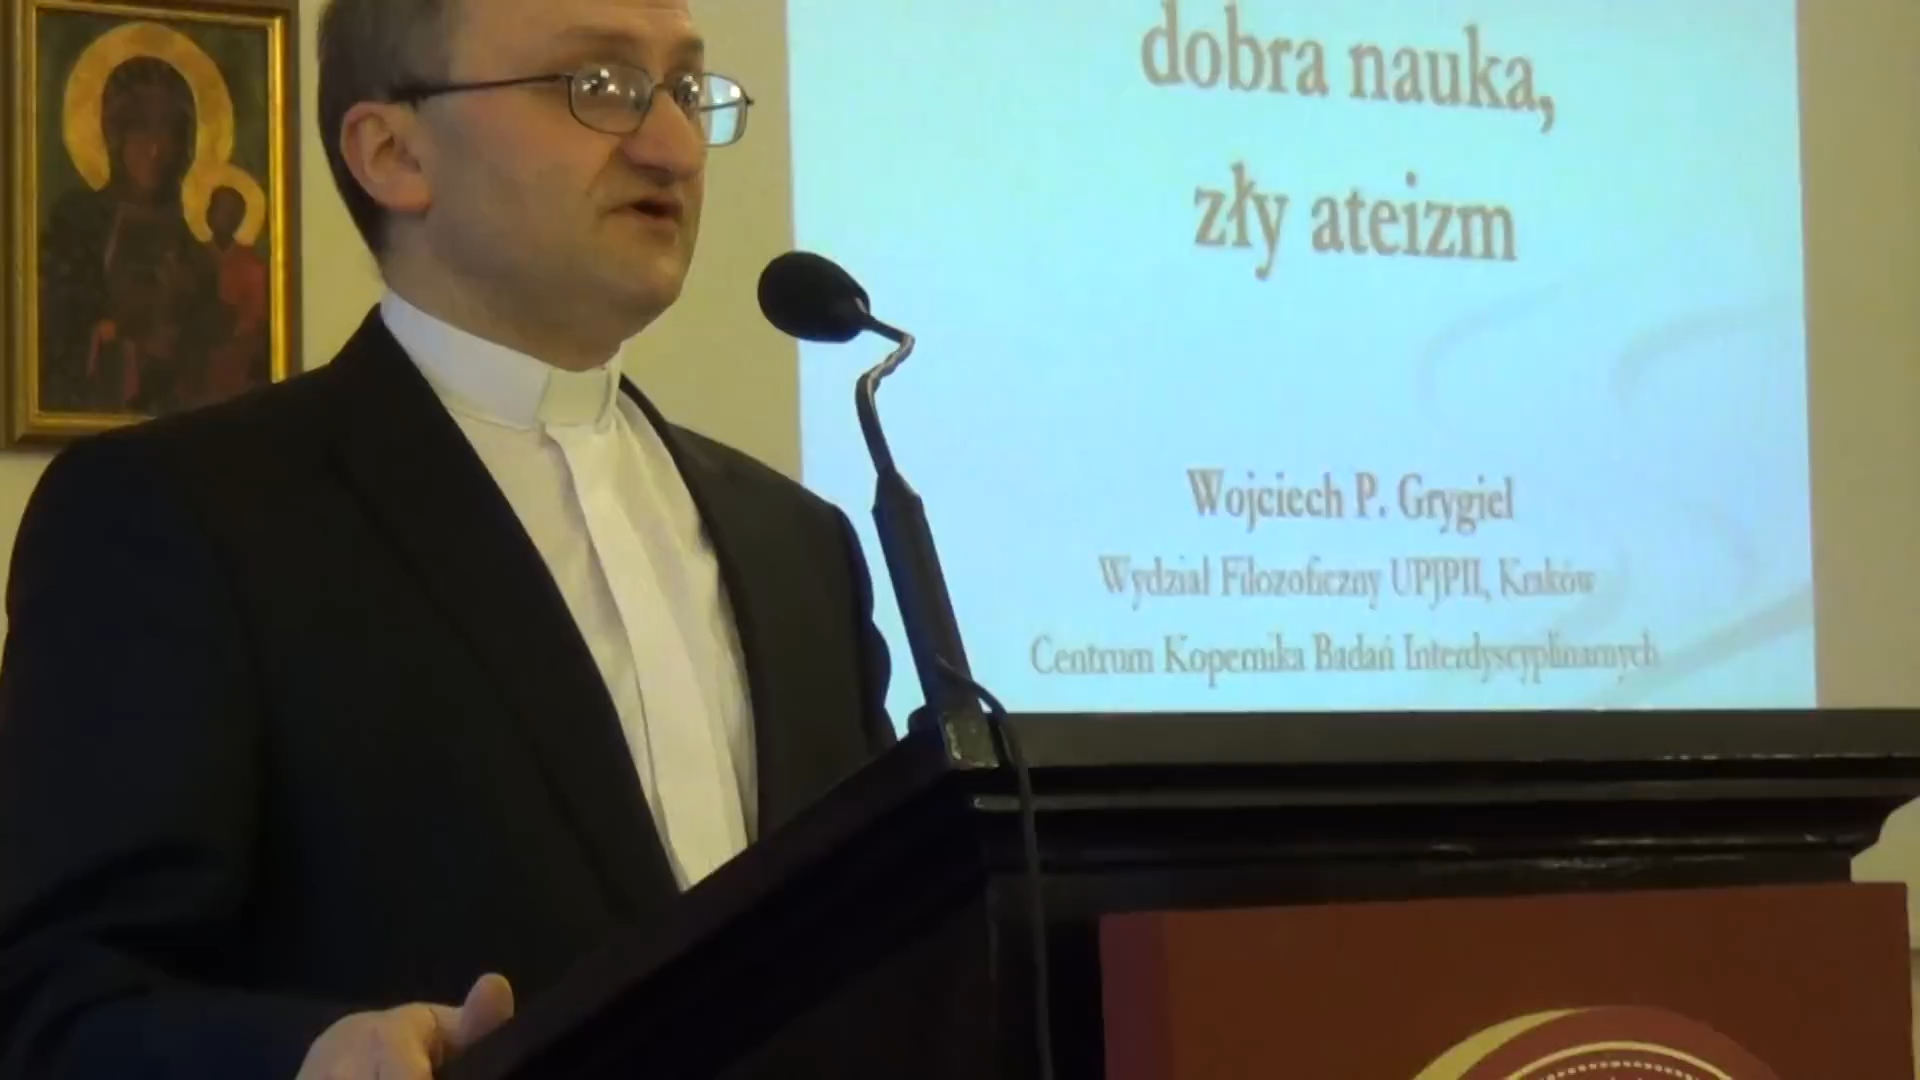 dobra nauka,
zły ateizm
Wojciech P. Grygiel
Wydział Filozoficzny UPJPII, Kraków
Centrum Kopernika Badań Interdyscyplinarnych